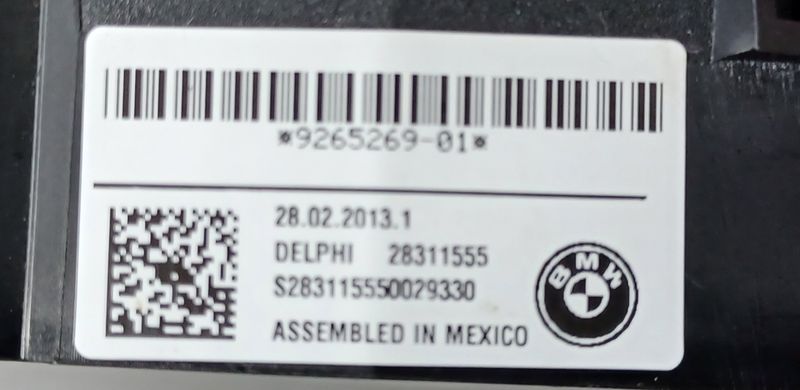 *9265269-01*
28.02.2013.1
DELPHI 28311555
S283115550029330
ASSEMBLED IN MEXICO
BMW